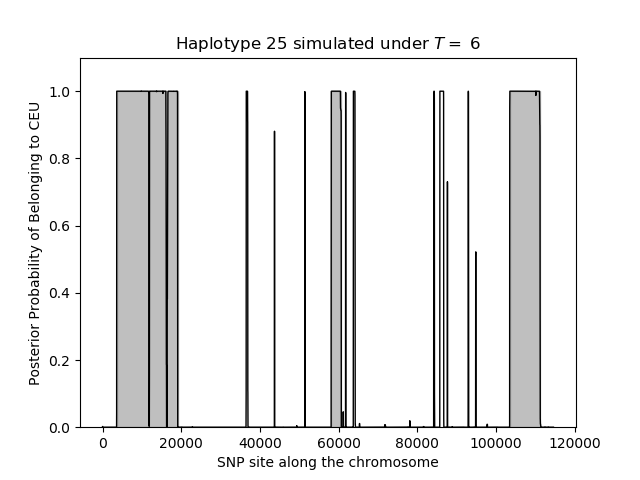 Haplotype 25 simulated under T = 6
Posterior Probability of Belonging to CEU
1.0
0.8
0.6
0.4
0.2
0.0
0 20000 40000 60000 80000 100000 120000
SNP site along the chromosome